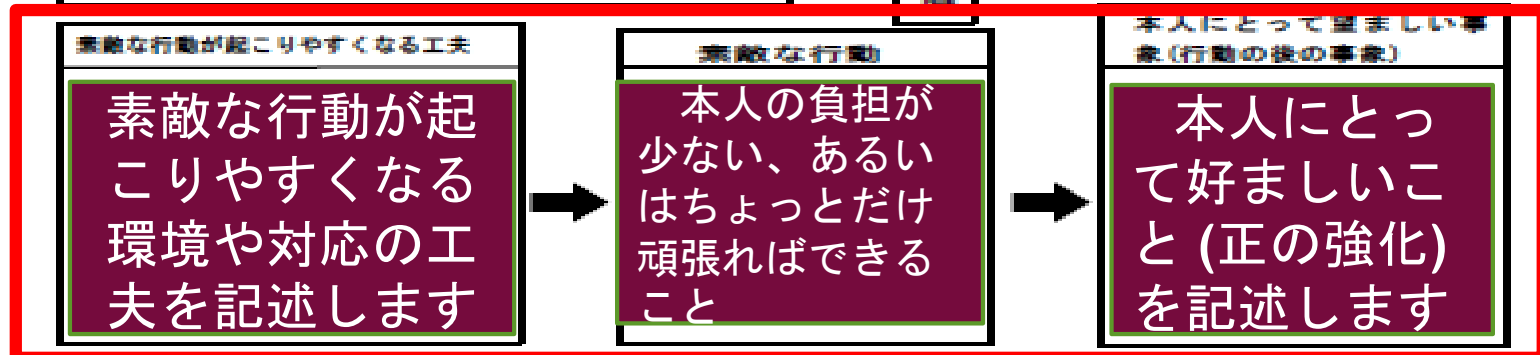 素敵な行動が起こりやすくなる工夫
素敵な行動が起
こりやすくなる
環境や対応の工
夫を記述します
素敵な行動
本人の負担が
少ない、あるい
はちょっとだけ
頑張ればできる
こと
本人にとって望ましい事
象(行動の後の事象)
本人にとっ
て好ましいこ
と (正の強化)
を記述します